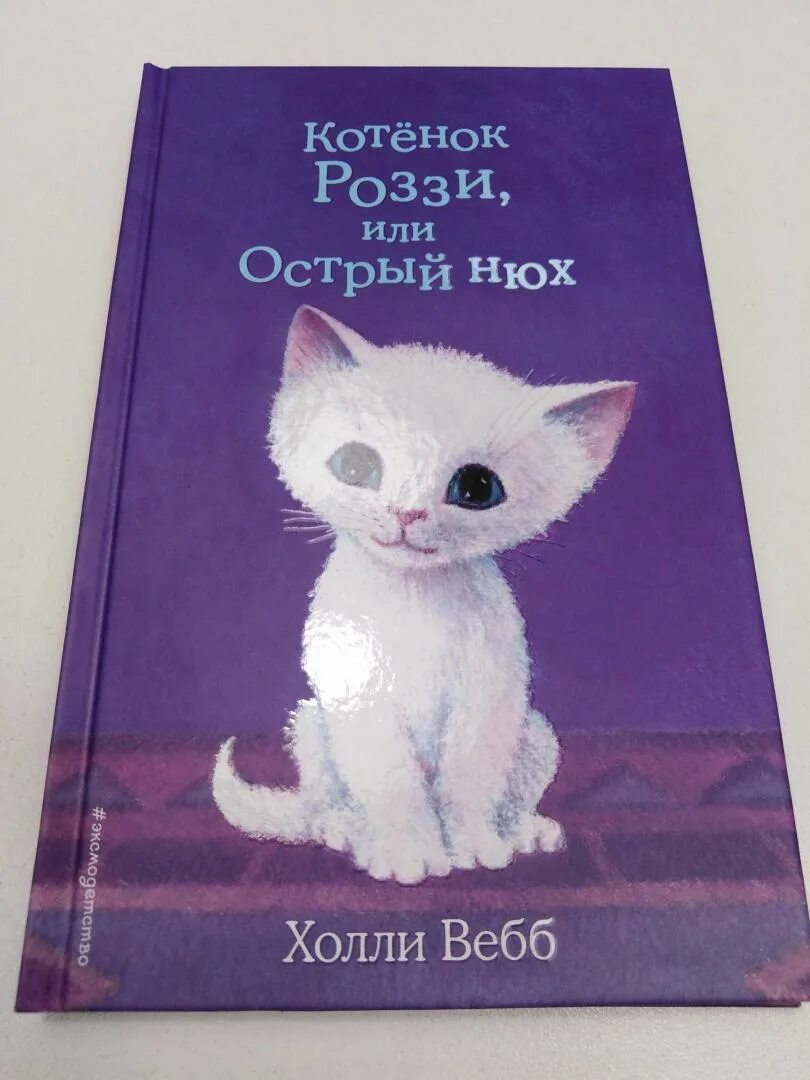 Котёнок
Роззи,
или
Острый нюх
#эксмодетство
Холли Вебб